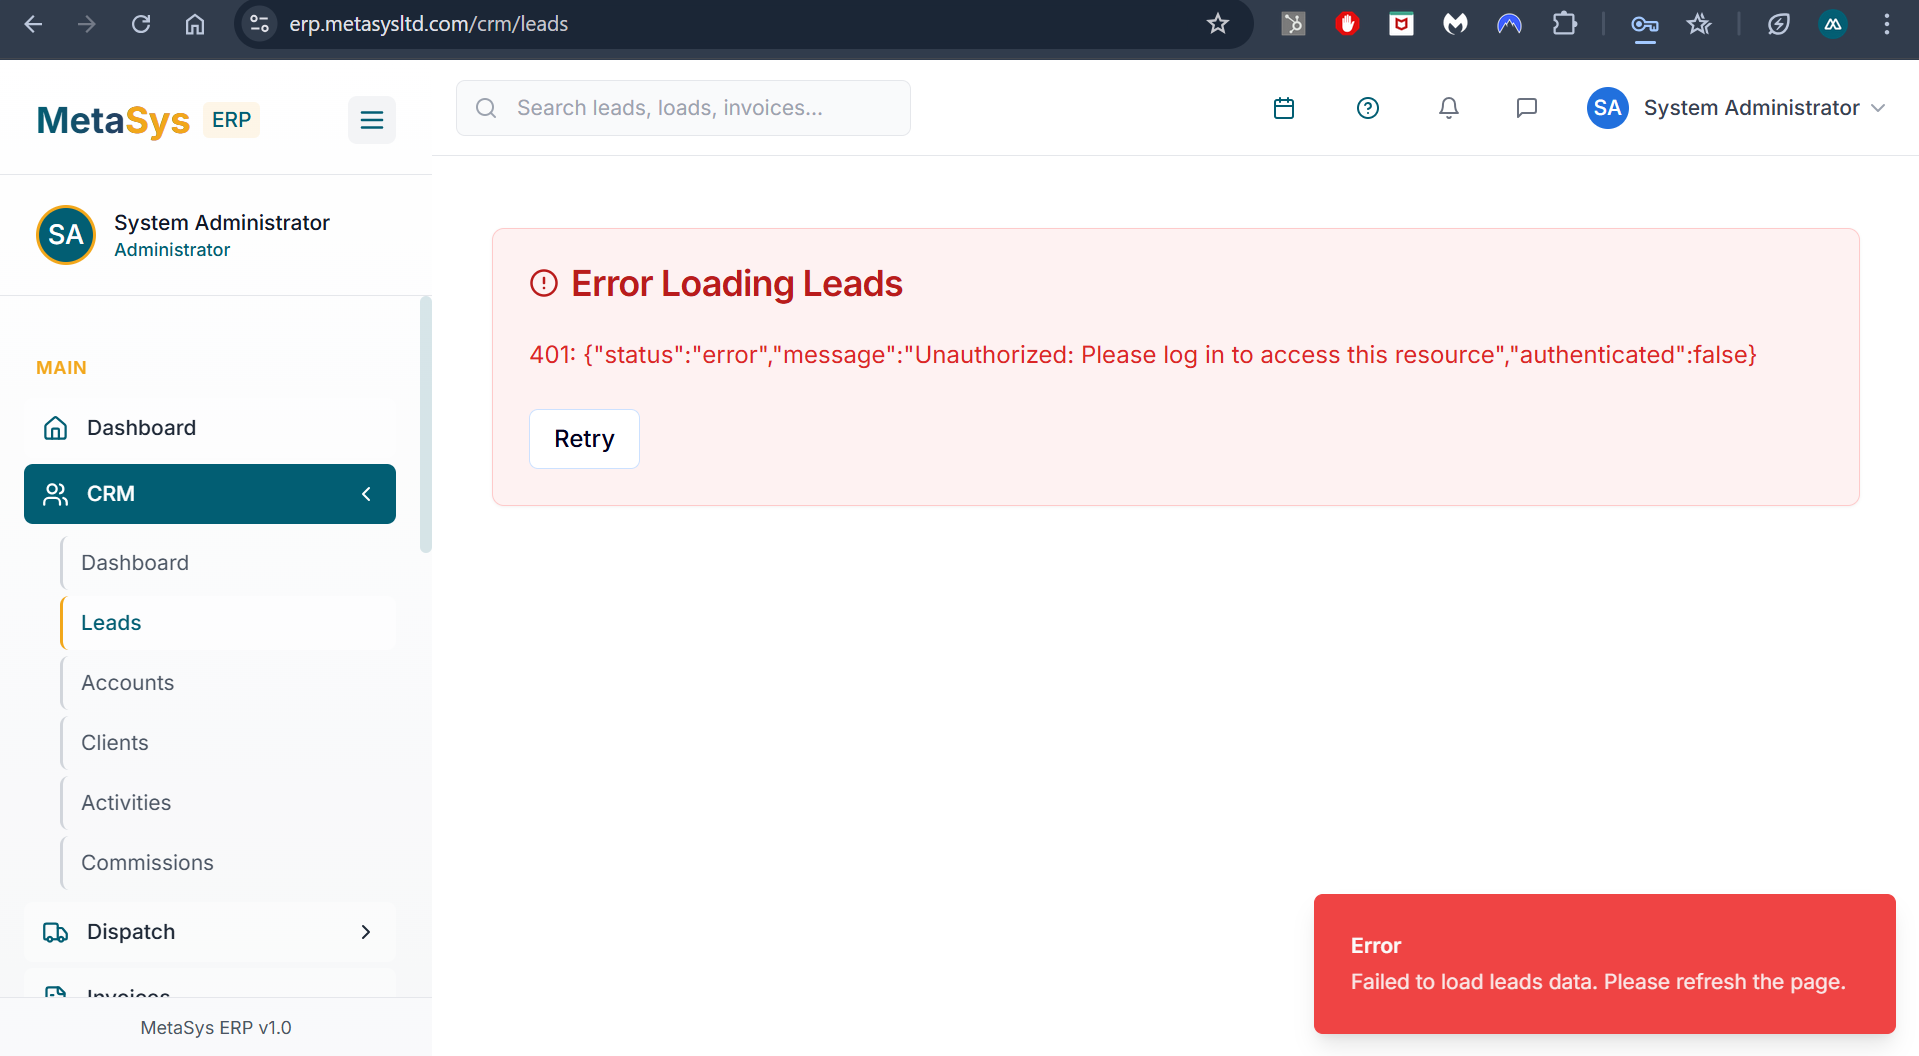 erp.metasysltd.com/crm/leads
MetaSys ERP
Search leads, loads, invoices...
SA System Administrator
SA
System Administrator
Administrator
MAIN
Dashboard
CRM
Dashboard
Leads
Accounts
Clients
Activities
Commissions
Dispatch
Invoices
MetaSys ERP v1.0
Error Loading Leads
401: {"status":"error","message":"Unauthorized: Please log in to access this resource","authenticated":false}
Retry
Error
Failed to load leads data. Please refresh the page.